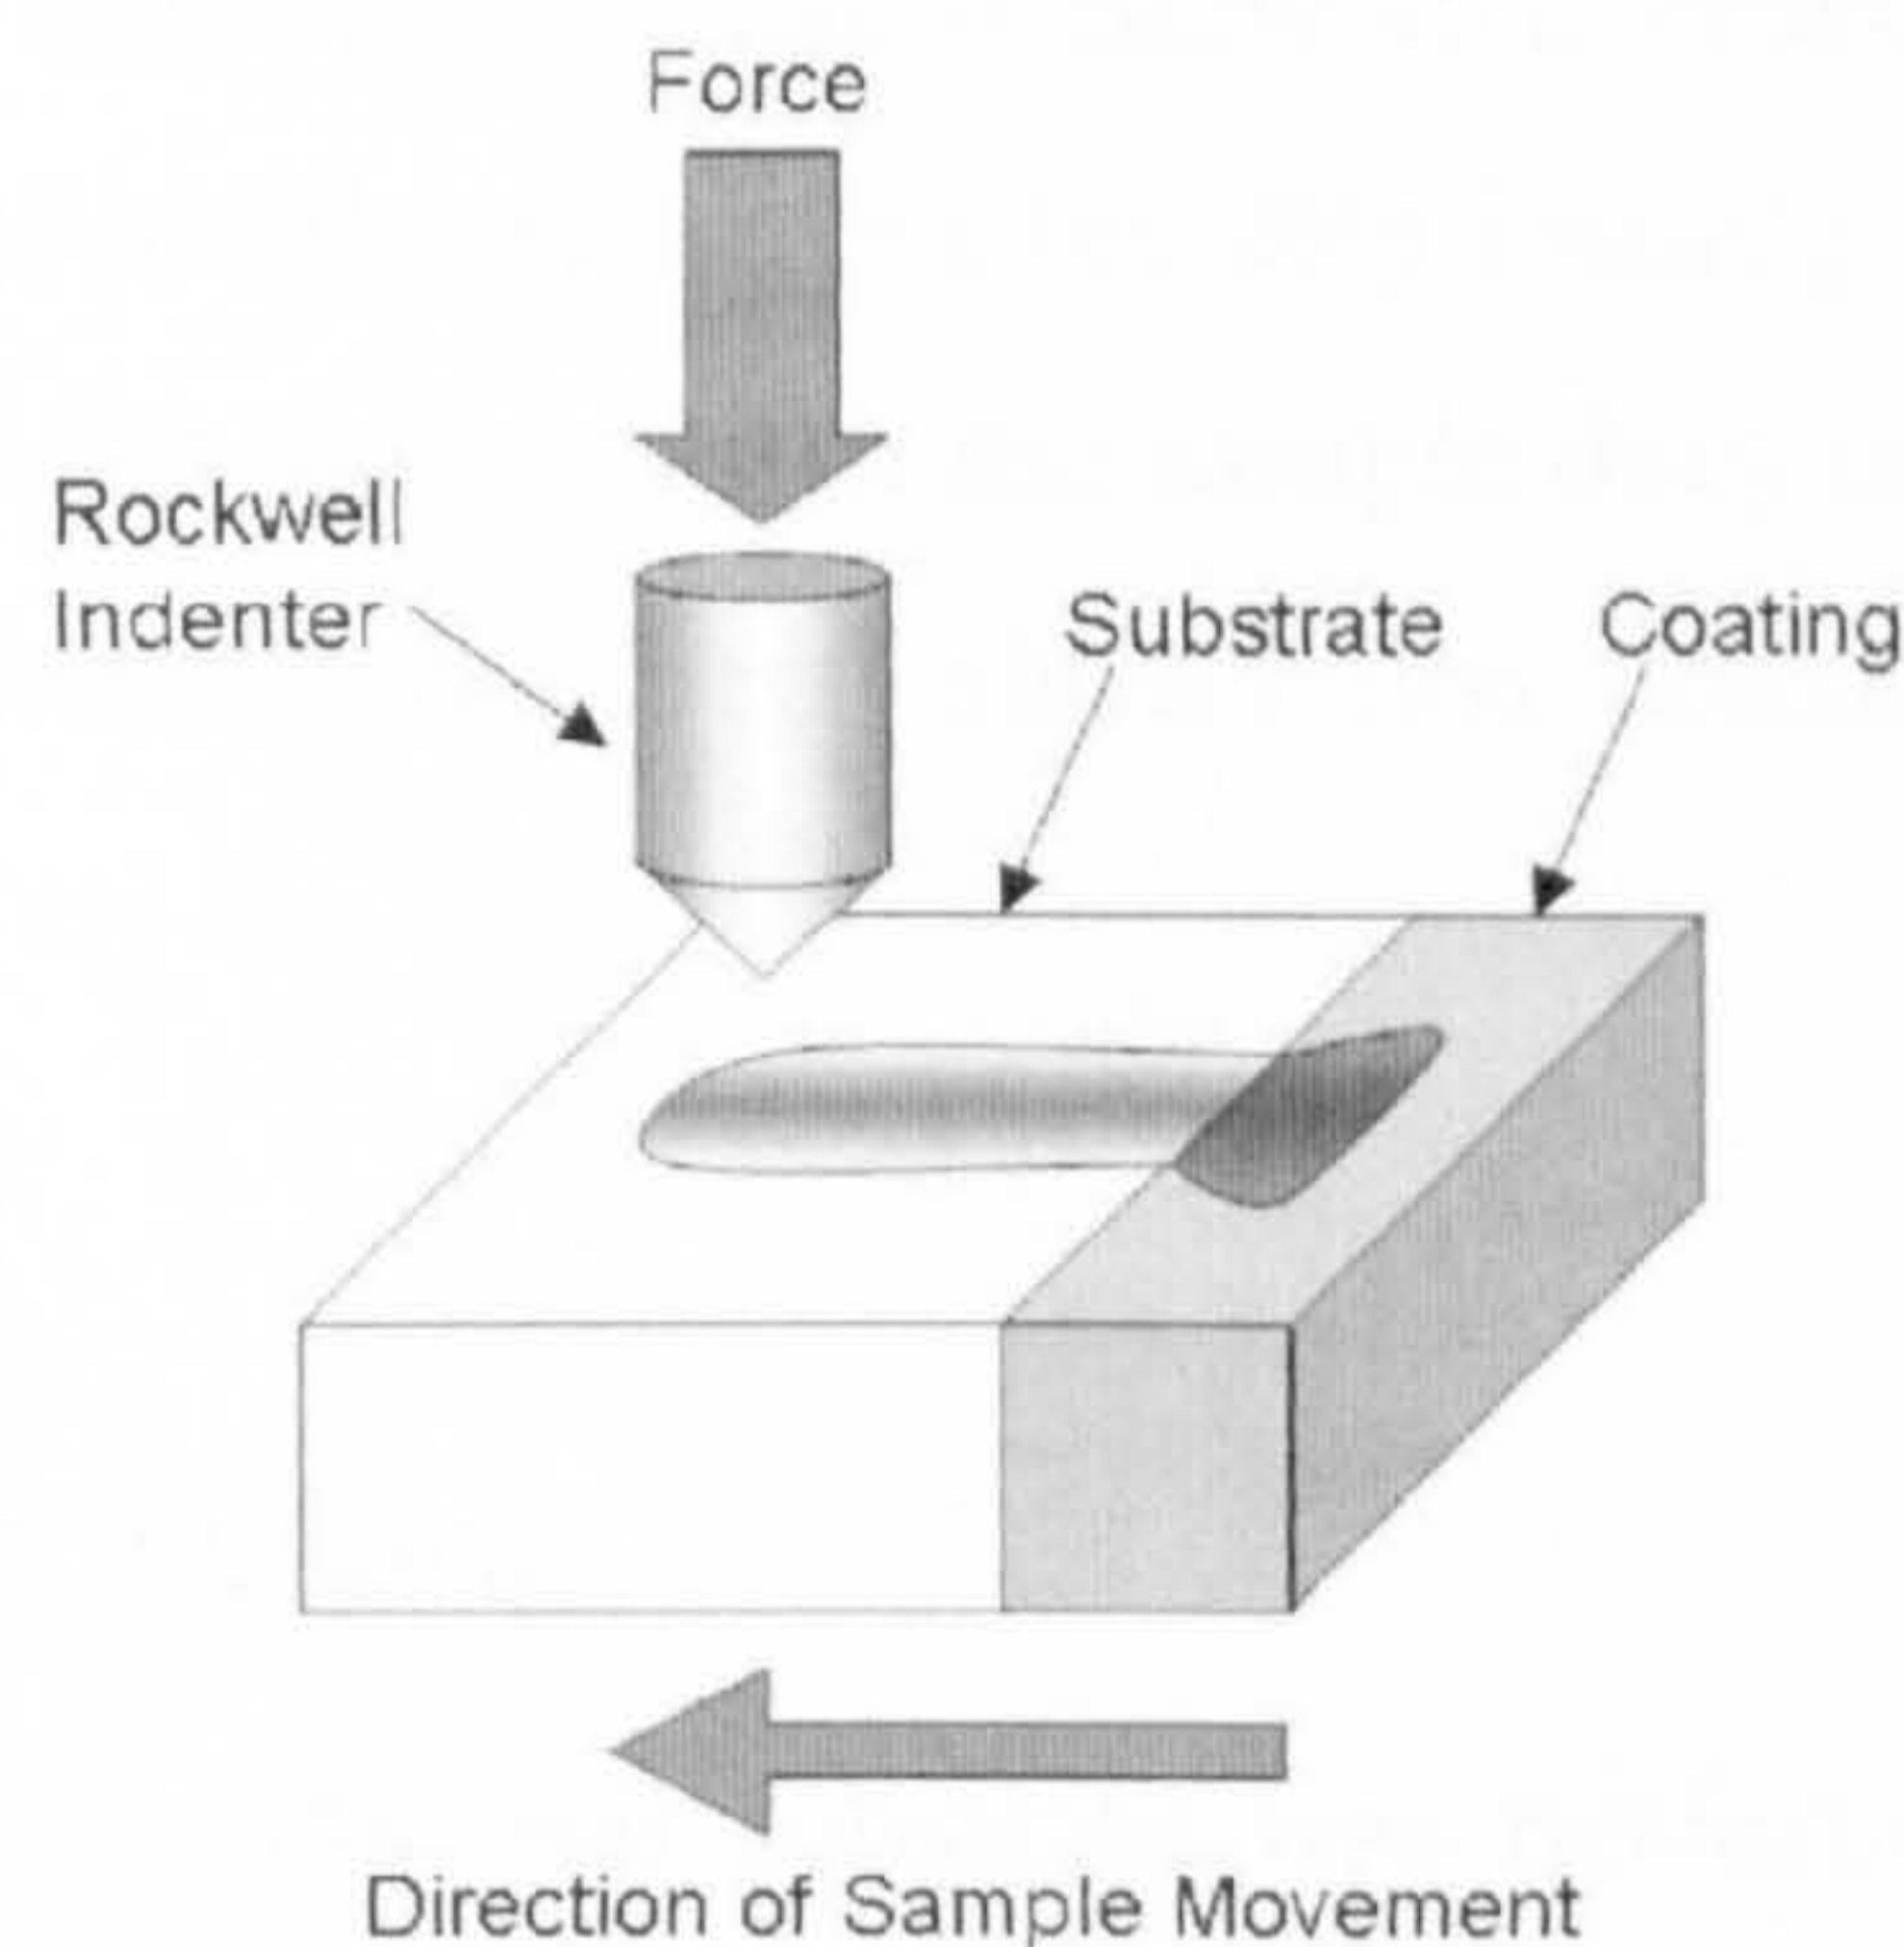 Force
Rockwell
Indenter
Substrate
Coating
Direction of Sample Movement